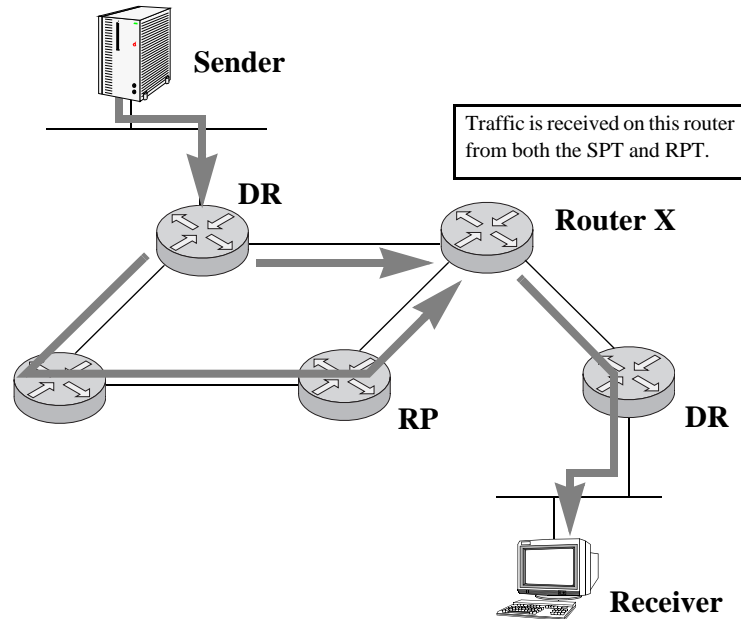 Sender
Traffic is received on this router
from both the SPT and RPT.
DR
Router X
RP
DR
Receiver